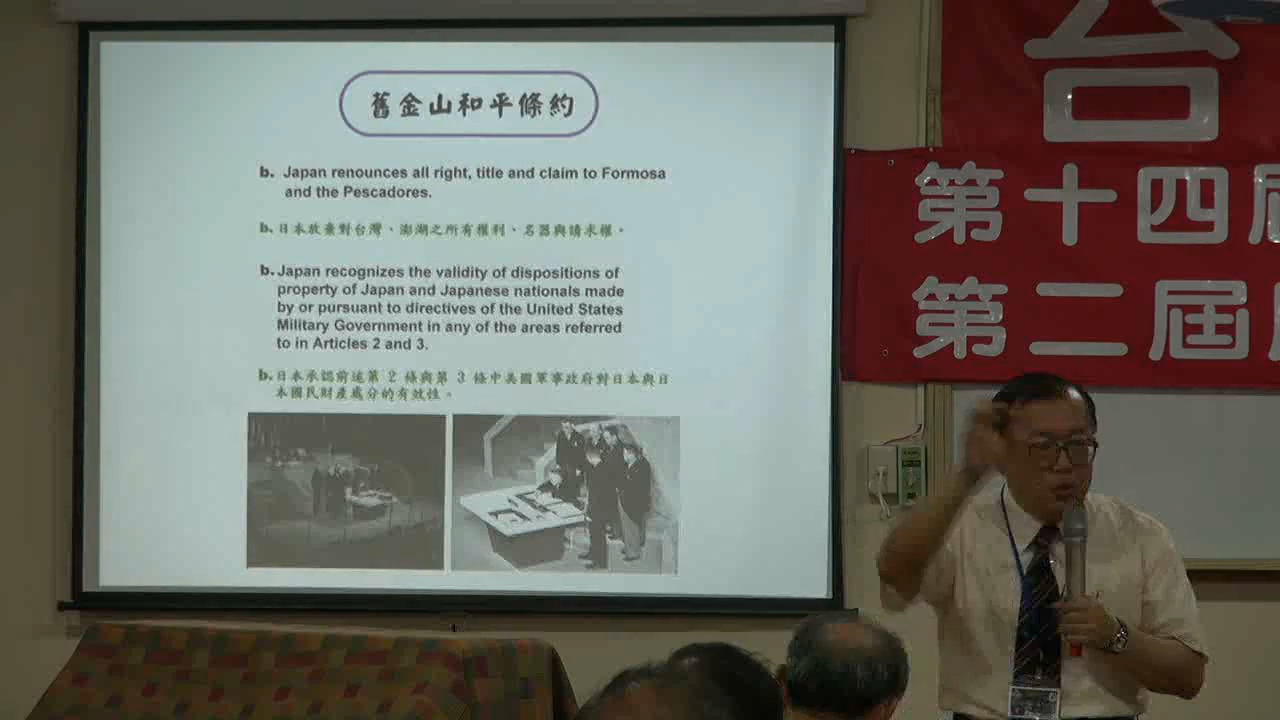 舊金山和平條約
b. Japan renounces all right, title and claim to Formosa
and the Pescadores.
b. 日本放棄對台灣、澎湖之所有權利、名器與請求權。
b. Japan recognizes the validity of dispositions of
property of Japan and Japanese nationals made
by or pursuant to directives of the United States
Military Government in any of the areas referred
to in Articles 2 and 3.
b. 日本承認前述第 2 條與第 3 條中美國軍事政府對日本與日
本國民財產處分的有效性。
台
第十四屆
第二屆